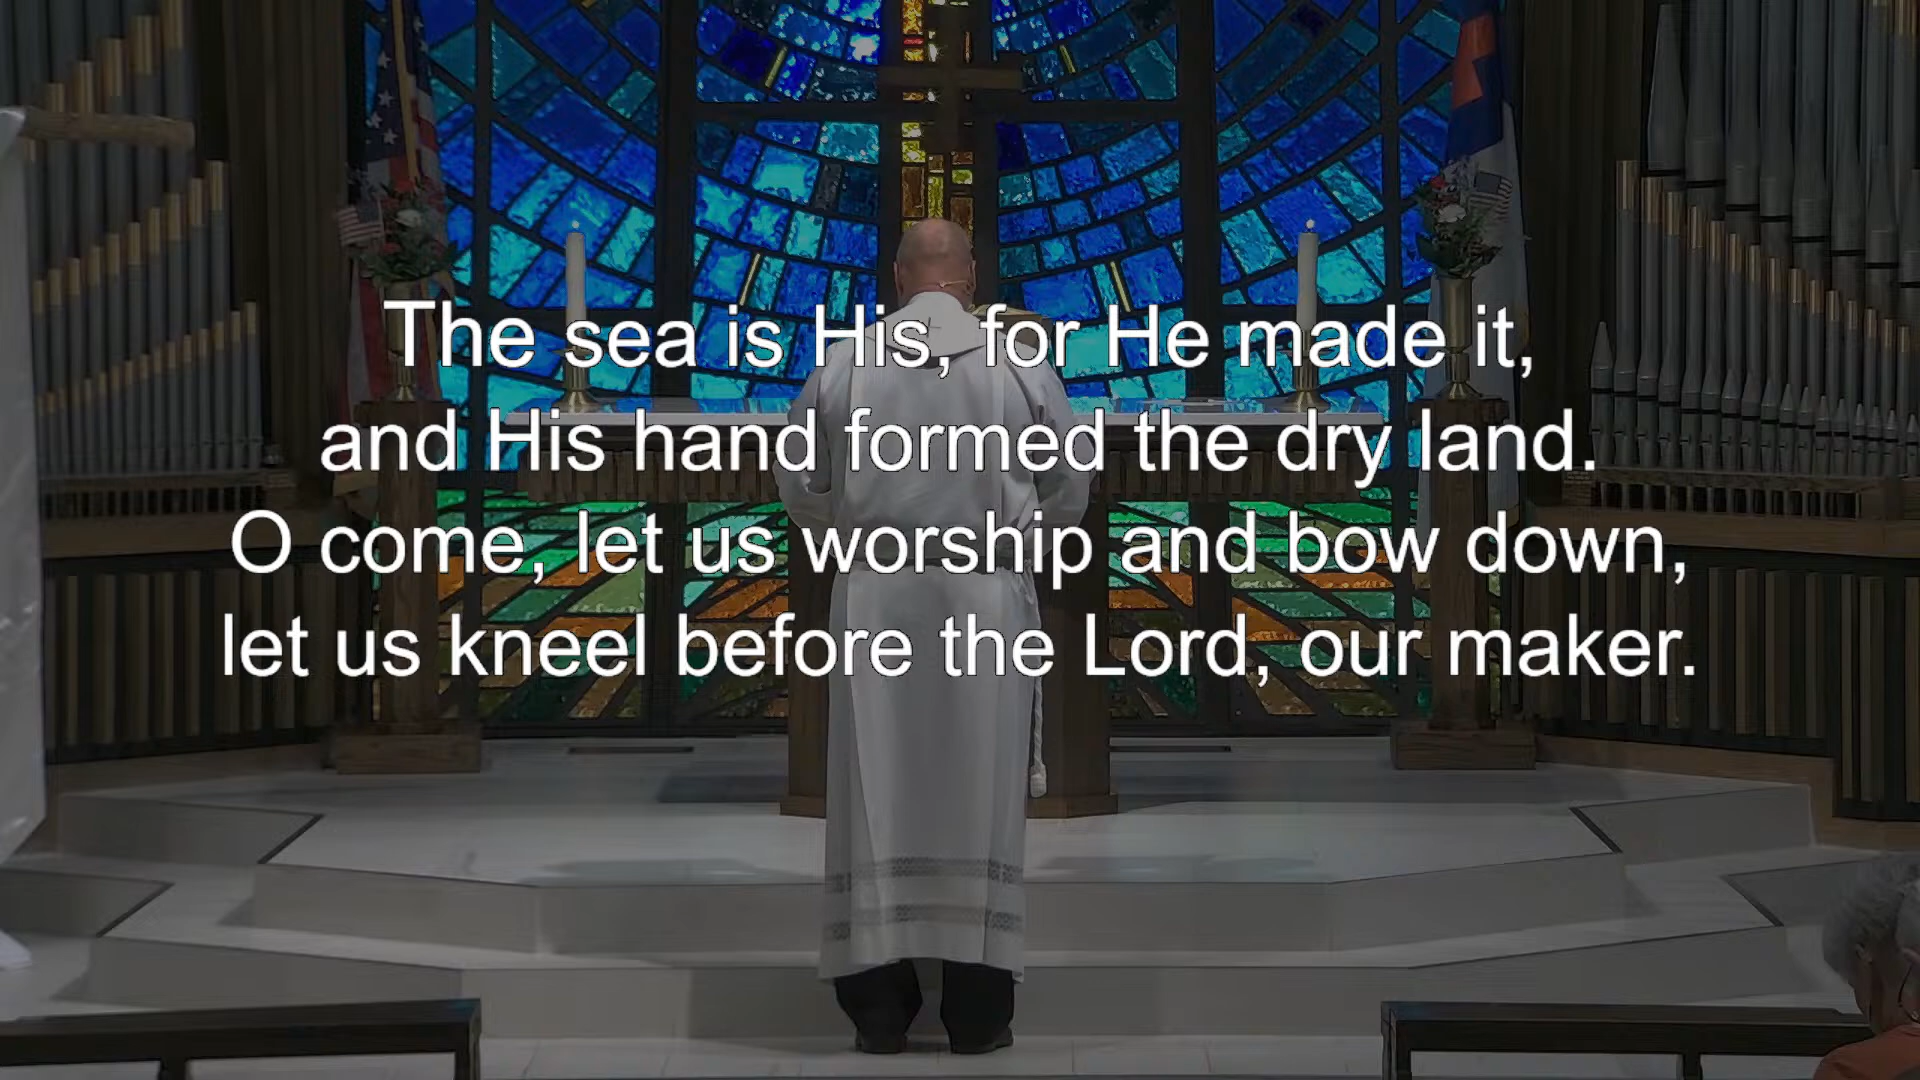 The sea is His, for He made it,
and His hand formed the dry land.
O come, let us worship and bow down,
let us kneel before the Lord, our maker.